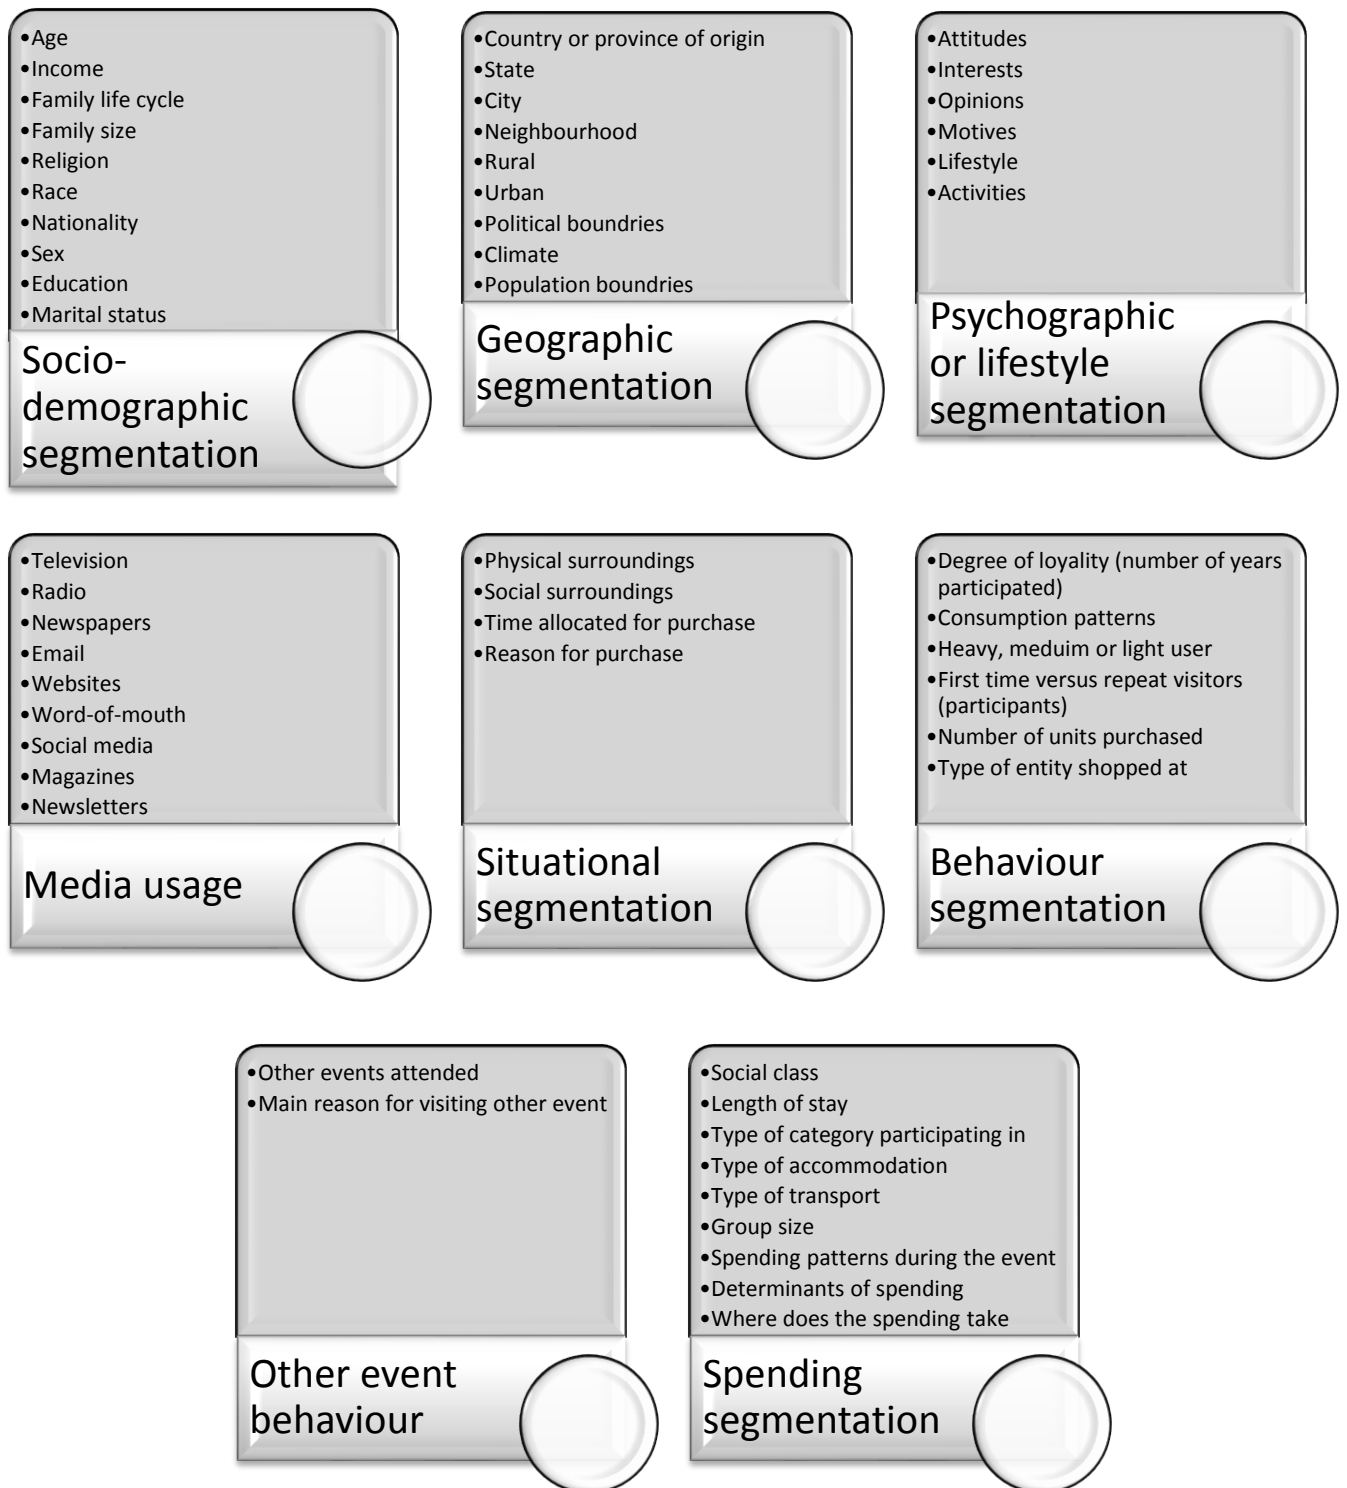 •Age
•Income
•Family life cycle
•Family size
•Religion
•Race
•Nationality
•Sex
•Education
•Marital status
Socio-
demographic
segmentation
•Country or province of origin
•State
•City
•Neighbourhood
•Rural
•Urban
•Political boundries
•Climate
•Population boundries
Geographic
segmentation
•Attitudes
•Interests
•Opinions
•Motives
•Lifestyle
•Activities
Psychographic
or lifestyle
segmentation
•Television
•Radio
•Newspapers
•Email
•Websites
•Word-of-mouth
•Social media
•Magazines
•Newsletters
Media usage
•Physical surroundings
•Social surroundings
•Time allocated for purchase
•Reason for purchase
Situational
segmentation
•Degree of loyality (number of years
participated)
•Consumption patterns
•Heavy, meduim or light user
•First time versus repeat visitors
(participants)
•Number of units purchased
•Type of entity shopped at
Behaviour
segmentation
•Other events attended
•Main reason for visiting other event
Other event
behaviour
•Social class
•Length of stay
•Type of category participating in
•Type of accommodation
•Type of transport
•Group size
•Spending patterns during the event
•Determinants of spending
•Where does the spending take
Spending
segmentation